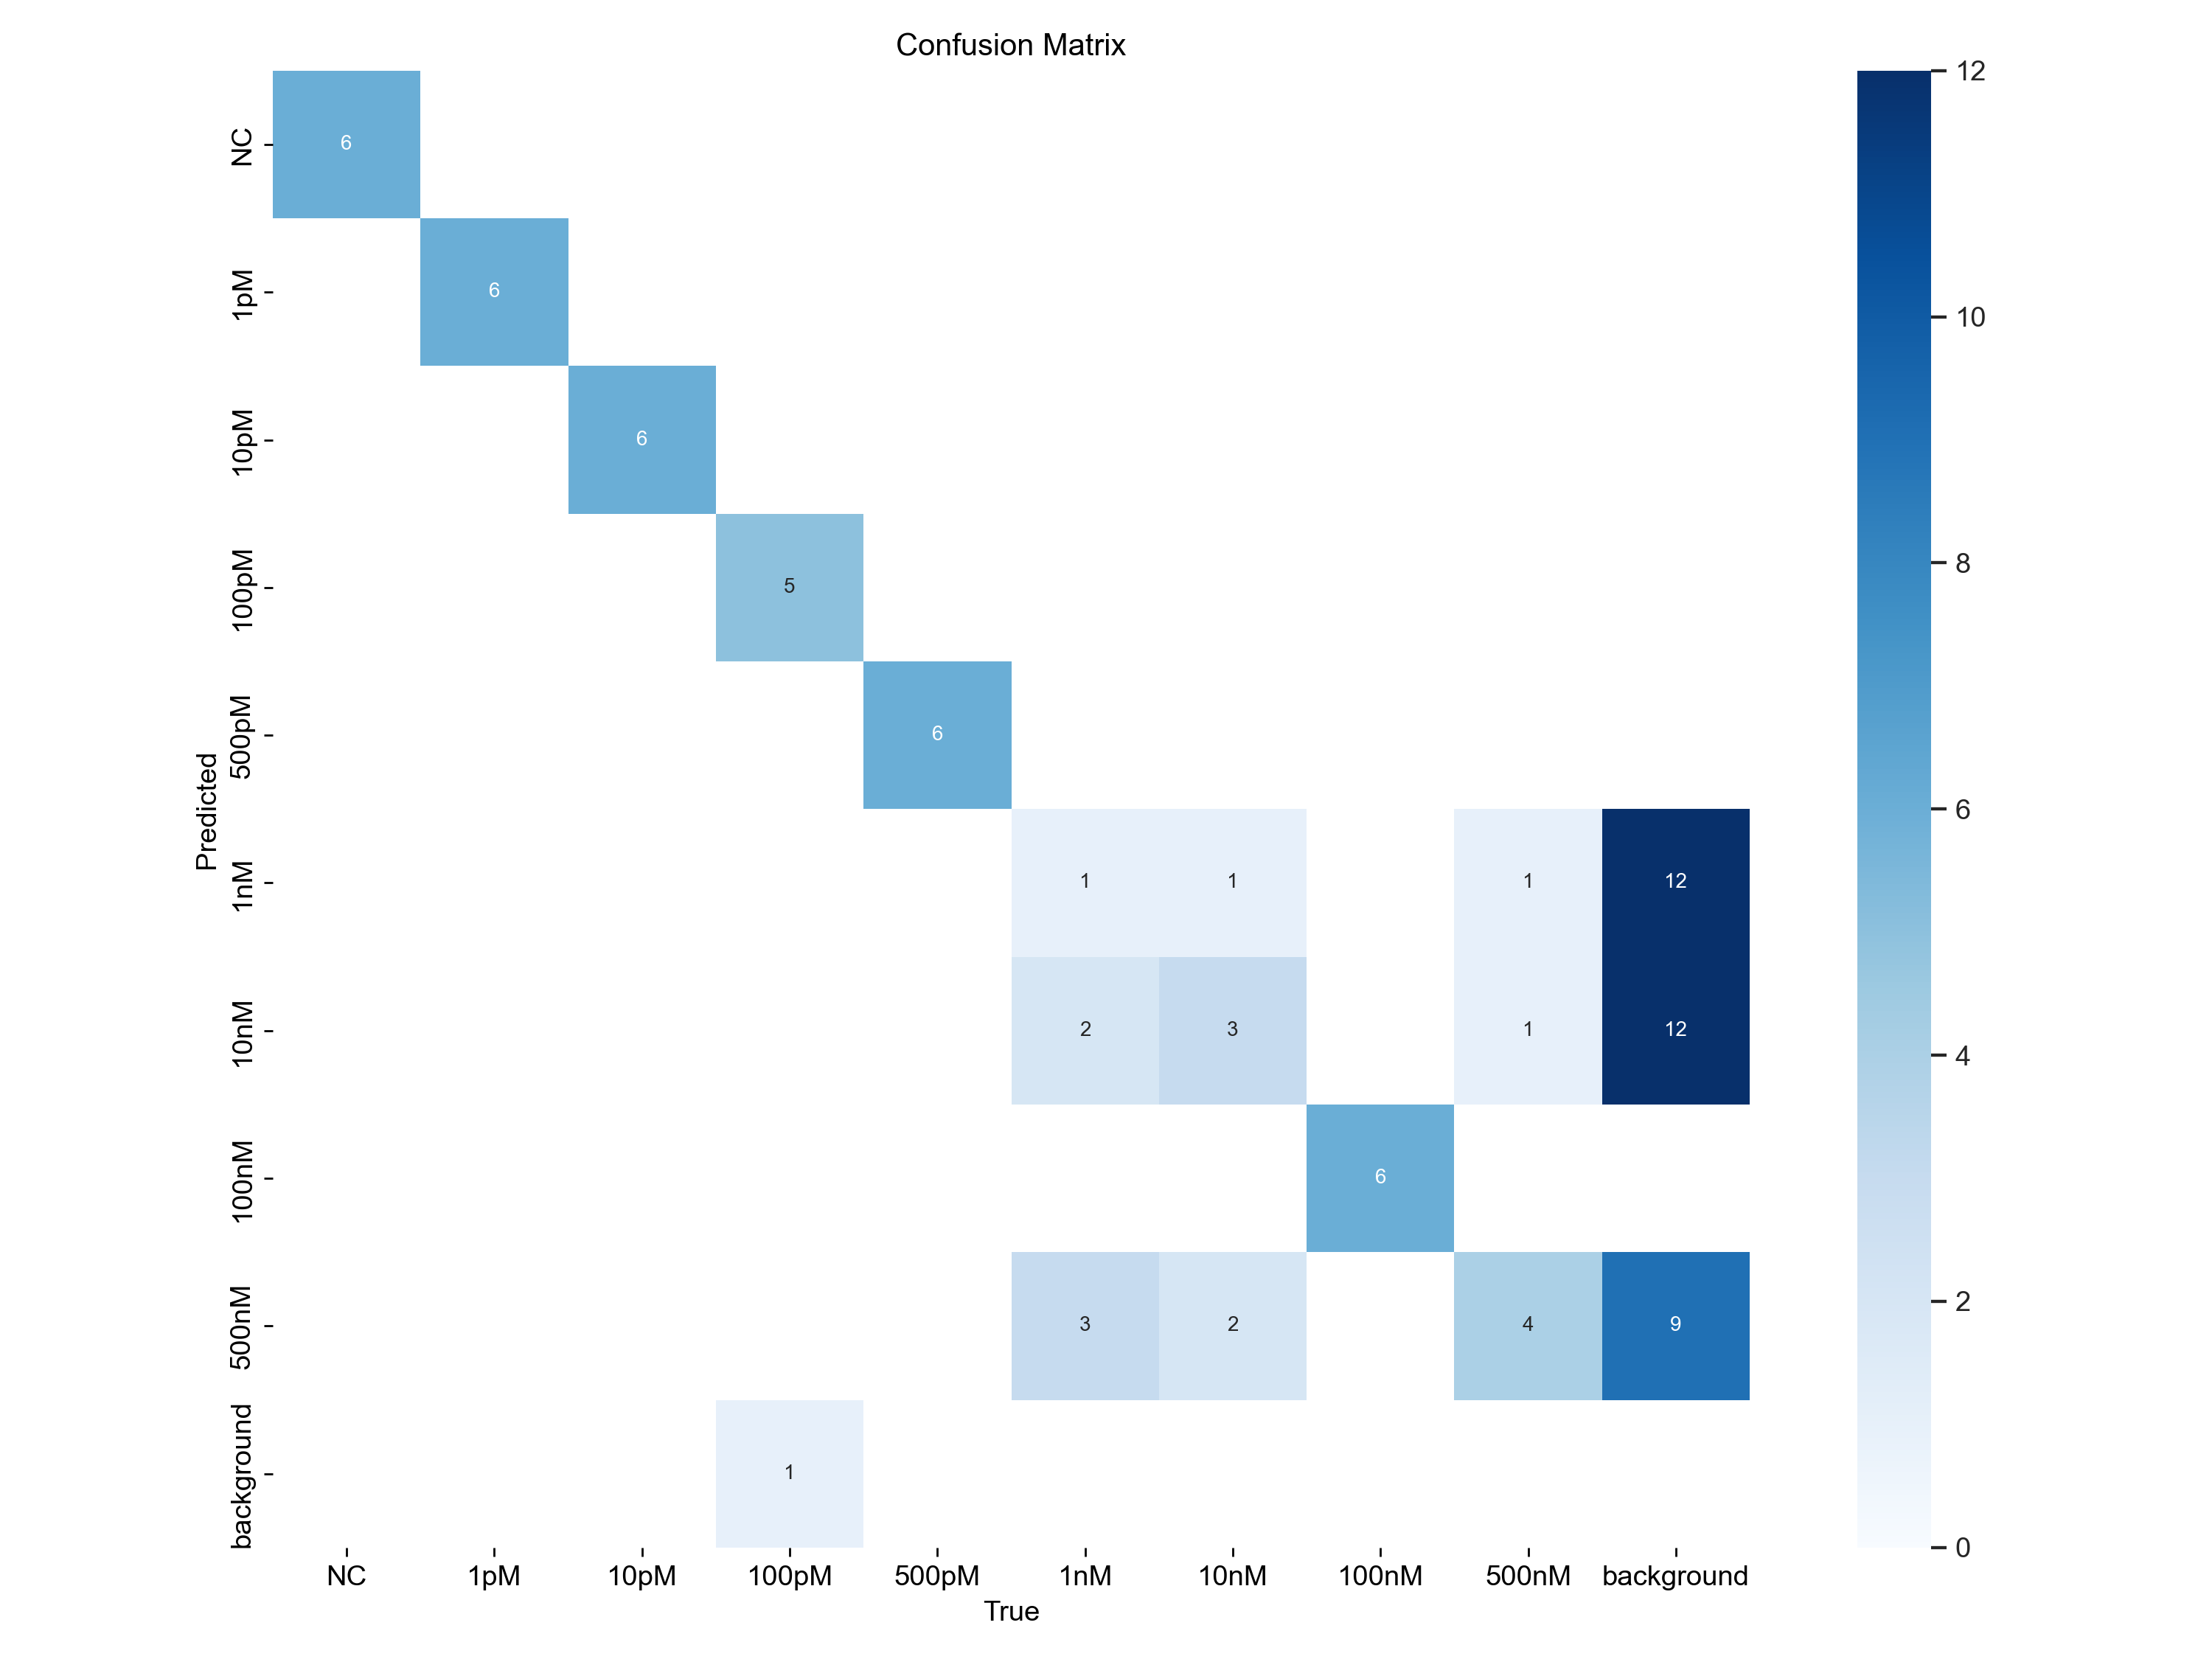 Confusion Matrix
NC
6
1pM
6
10pM
6
100pM
5
500pM
6
1nM
1 1 1 12
10nM
2 3 1 12
100nM
6
500nM
3 2 4 9
background
1
Predicted
NC 1pM 10pM 100pM 500pM 1nM 10nM 100nM 500nM background
True
12
10
8
6
4
2
0